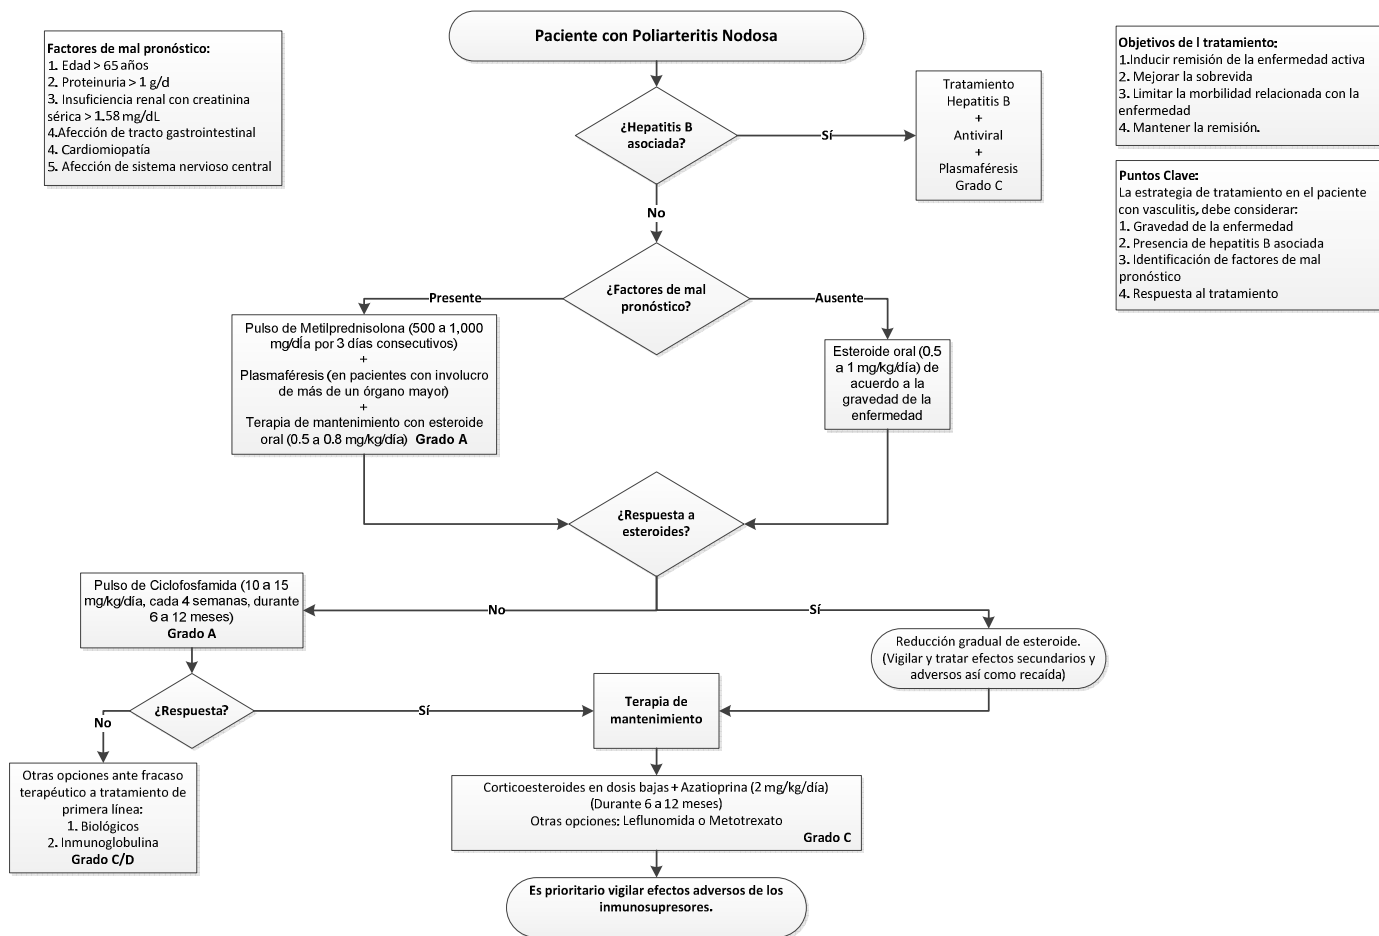 Paciente con Poliarteritis Nodosa
Factores de mal pronóstico:
1. Edad > 65 años
2. Proteinuria > 1 g/d
3. Insuficiencia renal con creatinina
sérica > 1.58 mg/dL
4.Afección de tracto gastrointestinal
4. Cardiomiopatía
5. Afección de sistema nervioso central
Objetivos de l tratamiento:
1.Inducir remisión de la enfermedad activa
2. Mejorar la sobrevida
3. Limitar la morbilidad relacionada con la
enfermedad
4. Mantener la remisión.
Puntos Clave:
La estrategia de tratamiento en el paciente
con vasculitis, debe considerar:
1. Gravedad de la enfermedad
2. Presencia de hepatitis B asociada
3. Identificación de factores de mal
pronóstico
4. Respuesta al tratamiento
¿Hepatitis B
asociada?
Sí
Tratamiento
Hepatitis B
+
Antiviral
+
Plasmaféresis
Grado C
No
¿Factores de mal
pronóstico?
Presente
Ausente
Pulso de Metilprednisolona (500 a 1,000
mg/dÍa por 3 días consecutivos)
+
Plasmaféresis (en pacientes con involucro
de más de un órgano mayor)
+
Terapia de mantenimiento con esteroide
oral (0.5 a 0.8 mg/kg/día) Grado A
Esteroide oral (0.5
a 1 mg/kg/día) de
acuerdo a la
gravedad de la
enfermedad
¿Respuesta a
esteroides?
No
Sí
Pulso de Ciclofosfamida (10 a 15
mg/kg/día, cada 4 semanas, durante
6 a 12 meses)
Grado A
Reducción gradual de esteroide.
(Vigilar y tratar efectos secundarios y
adversos así como recaída)
¿Respuesta?
No
Sí
Terapia de
mantenimiento
Otras opciones ante fracaso
terapéutico a tratamiento de
primera línea:
1. Biológicos
2. Inmunoglobulina
Grado C/D
Corticoesteroides en dosis bajas + Azatioprina (2 mg/kg/día)
(Durante 6 a 12 meses)
Otras opciones: Leflunomida o Metotrexato
Grado C
Es prioritario vigilar efectos adversos de los
inmunosupresores.